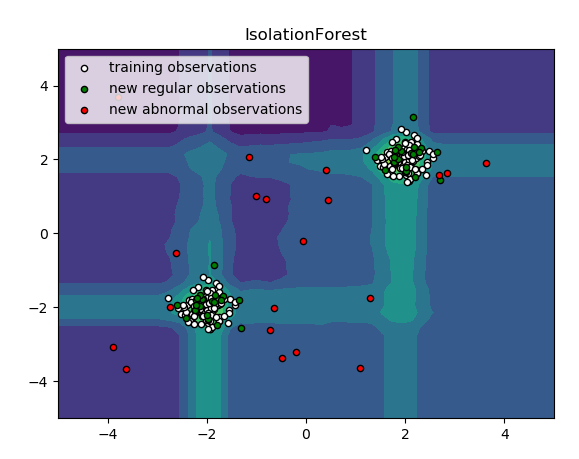 IsolationForest
training observations
new regular observations
new abnormal observations
4
2
0
−2
−4
−4
−2
0
2
4